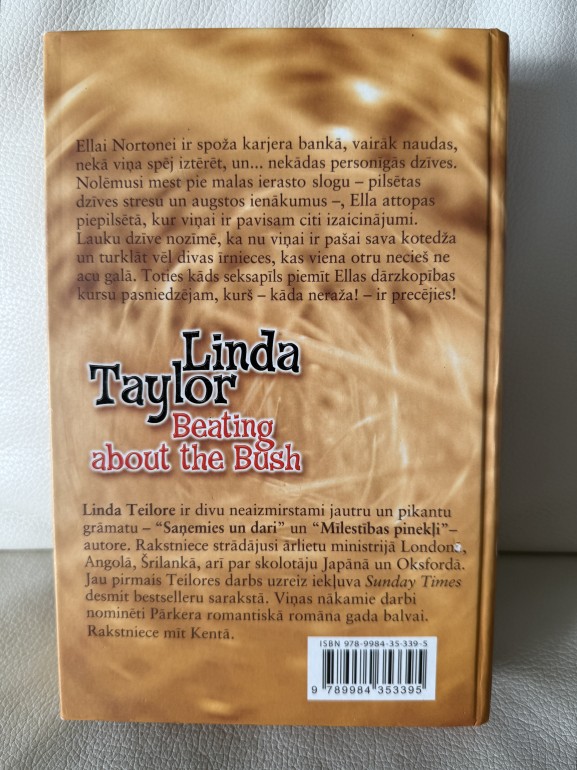 Ellai Nortonei ir spoža karjera bankā, vairāk naudas,
nekā viņa spēj iztērēt, un... nekādas personīgās dzīves.
Nolēmusi mest pie malas ierasto slogu – pilsētas
dzīves stresu un augstos ienākumus –, Ella attopas
piepilsētā, kur viņai ir pavisam citi izaicinājumi.
Lauku dzīve nozīmē, ka nu viņai ir pašai sava kotedža
un turklāt vēl divas īrnieces, kas viena otru necieš ne
acu galā. Toties kāds seksapīls piemīt Ellas dārzkopības
kursu pasniedzējam, kurš – kāda neraža! – ir precējies!
Linda
Taylor
Beating
about the Bush
Linda Teilore ir divu neaizmirstami jautru un pikantu
grāmatu – “Saņemies un dari” un “Mīlestības pinekļi”–
autore. Rakstniece strādājusi ārlietu ministrijā Londonā,
Angolā, Šrilankā, arī par skolotāju Japānā un Oksfordā.
Jau pirmais Teilores darbs uzreiz iekļuva Sunday Times
desmit bestselleru sarakstā. Viņas nākamie darbi
nominēti Pārkera romantiskā romāna gada balvai.
Rakstniece mīt Kentā.
ISBN 978-9984-35-339-5
9 789984 353395